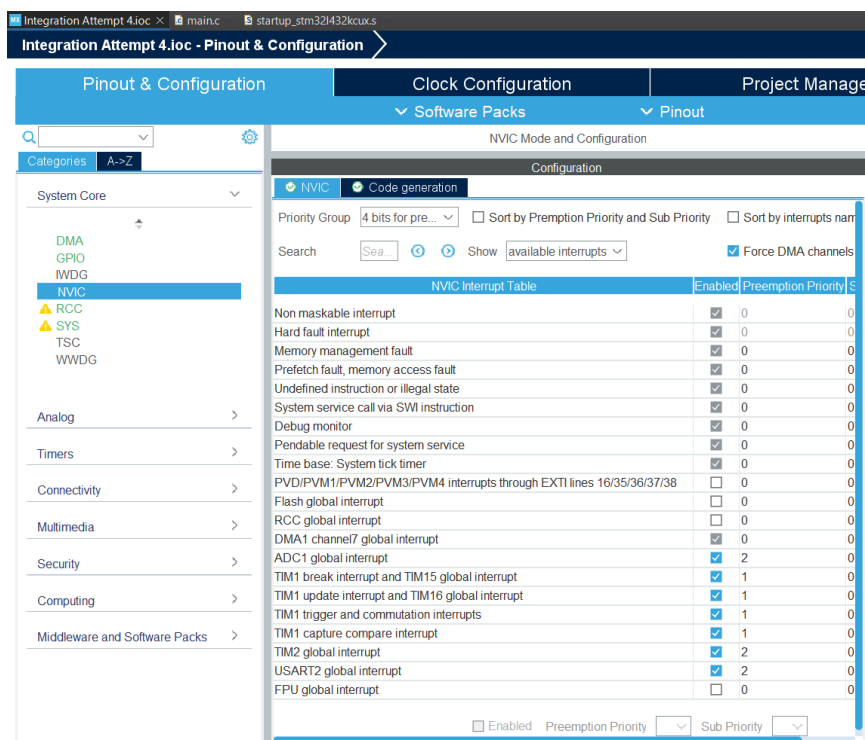 MX Integration Attempt 4.ioc × main.c startup_stm32l432kcux.s
Integration Attempt 4.ioc - Pinout & Configuration
Pinout & Configuration Clock Configuration Project Manage
Software Packs Pinout
NVIC Mode and Configuration
Categories A->Z
Configuration
NVIC Code generation
System Core
Priority Group 4 bits for pre... Sort by Premption Priority and Sub Priority Sort by interrupts nam
Search Sea... Show available interrupts Force DMA channels
DMA
GPIO
IWDG
NVIC
RCC
SYS
TSC
WWDG
Analog
Timers
Connectivity
Multimedia
Security
Computing
Middleware and Software Packs
NVIC Interrupt Table Enabled Preemption Priority S
Non maskable interrupt 0 0
Hard fault interrupt 0 0
Memory management fault 0 0
Prefetch fault, memory access fault 0 0
Undefined instruction or illegal state 0 0
System service call via SWI instruction 0 0
Debug monitor 0 0
Pendable request for system service 0 0
Time base: System tick timer 0 0
PVD/PVM1/PVM2/PVM3/PVM4 interrupts through EXTI lines 16/35/36/37/38 0 0
Flash global interrupt 0 0
RCC global interrupt 0 0
DMA1 channel7 global interrupt 0 0
ADC1 global interrupt 2 0
TIM1 break interrupt and TIM15 global interrupt 1 0
TIM1 update interrupt and TIM16 global interrupt 1 0
TIM1 trigger and commutation interrupts 1 0
TIM1 capture compare interrupt 1 0
TIM2 global interrupt 2 0
USART2 global interrupt 2 0
FPU global interrupt 0 0
Enabled Preemption Priority Sub Priority